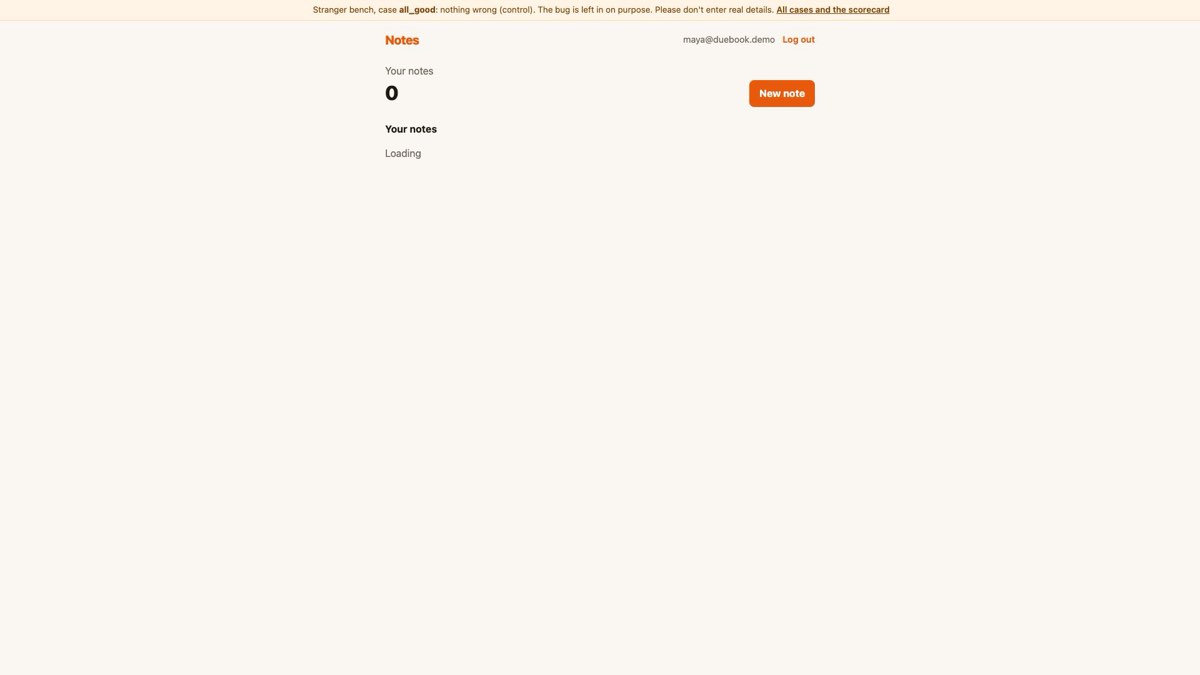 Stranger bench, case all_good: nothing wrong (control). The bug is left in on purpose. Please don't enter real details. All cases and the scorecard
Notes
maya@duebook.demo Log out
Your notes
0
New note
Your notes
Loading